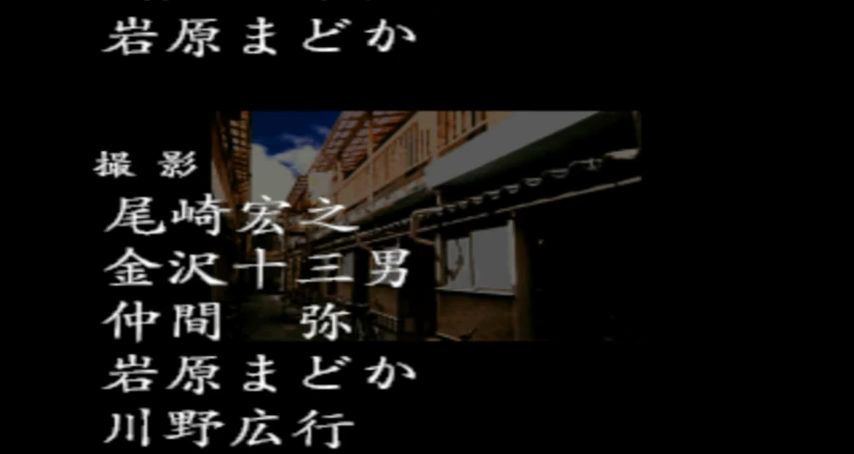 岩原まどか
撮影
尾崎宏之
金沢十三男
仲間 弥
岩原まどか
川野広行